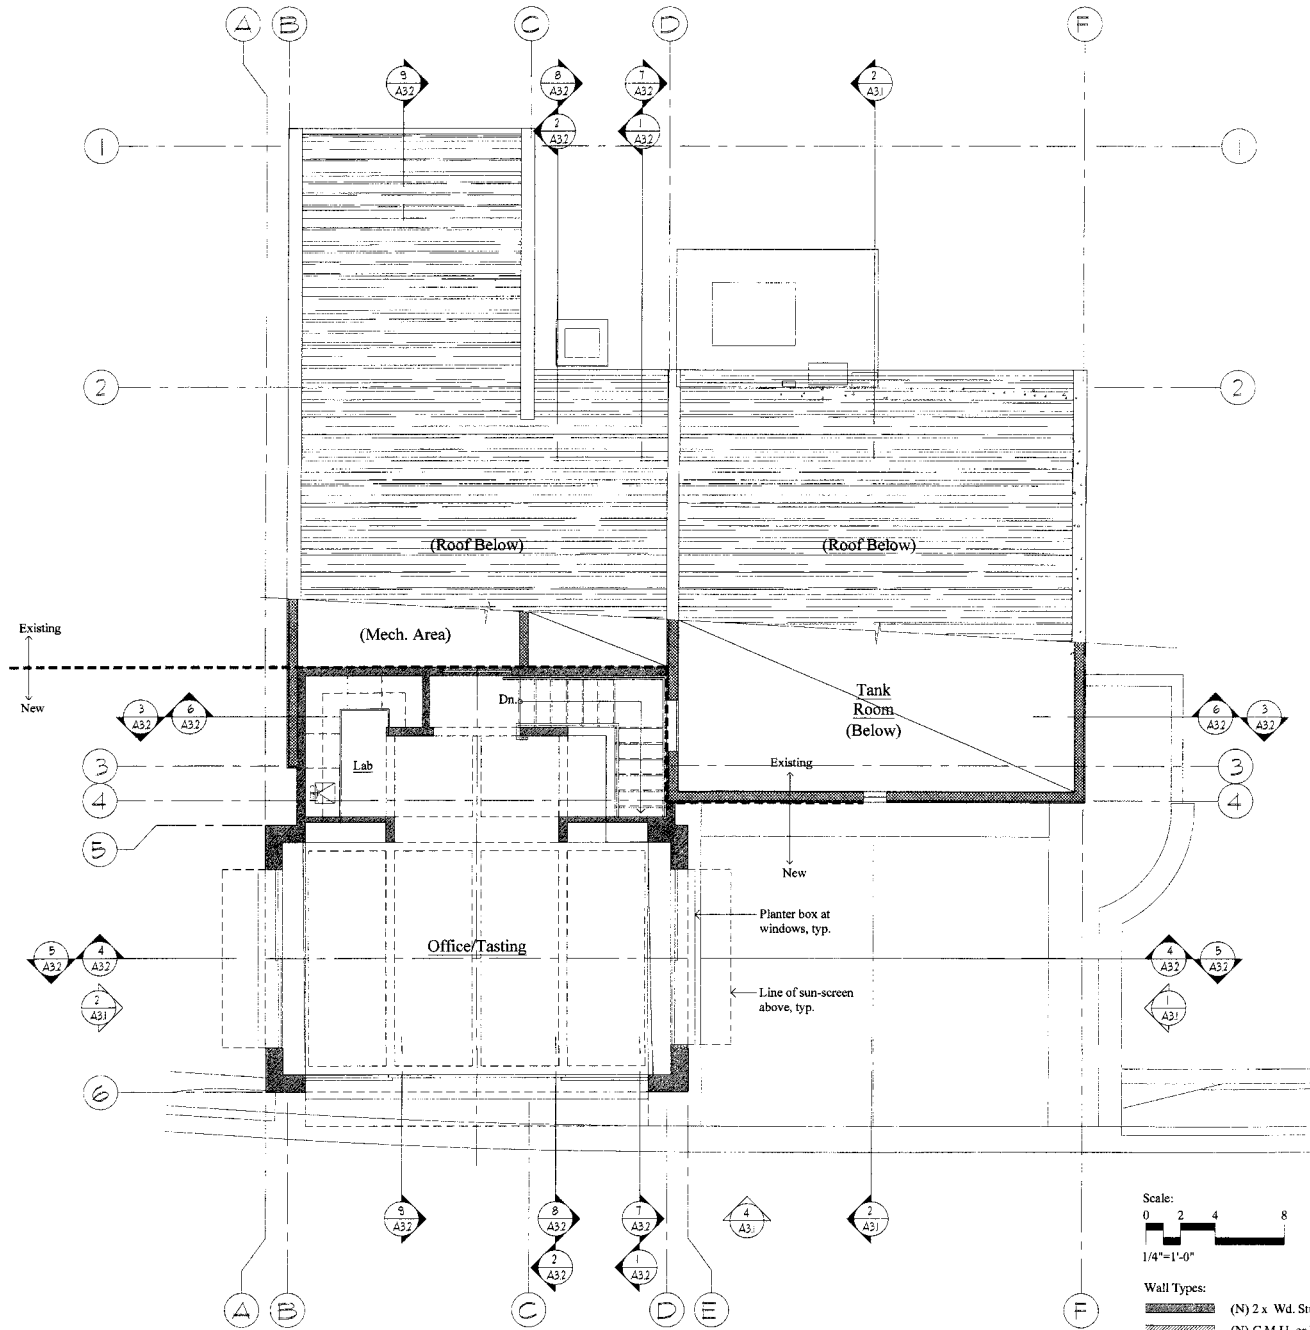 A B C D F
9 A3.2
8 A3.2
7 A3.2
2 A3.1
2 A3.2
1 A3.2
1 1
2 2
(Roof Below) (Roof Below)
Existing
(Mech. Area)
New
Dn.
Tank
Room
(Below)
3 A3.2
6 A3.2
6 A3.2
3 A3.2
Lab
Existing
3 3
4 4
5
New
Planter box at
windows, typ.
Office/Tasting
5 A3.2
4 A3.2
4 A3.2
5 A3.2
2 A3.1
Line of sun-screen
above, typ.
1 A3.1
6
9 A3.2
8 A3.2
7 A3.2
4 A3.1
2 A3.1
2 A3.2
1 A3.2
A B C D E F
Scale:
0 2 4 8
1/4"=1'-0"
Wall Types:
(N) 2 x Wd. St